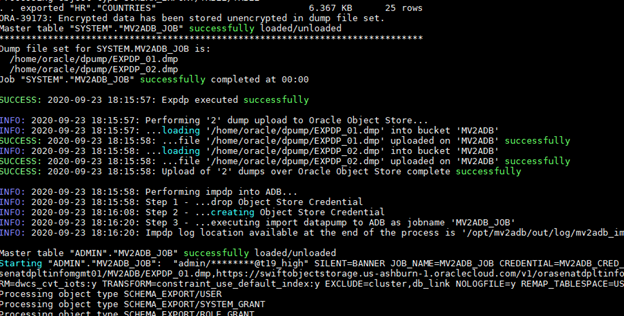 . . exported "HR"."COUNTRIES" 6.367 KB 25 rows
ORA-39173: Encrypted data has been stored unencrypted in dump file set.
Master table "SYSTEM"."MV2ADB_JOB" successfully loaded/unloaded
******************************************************************************
Dump file set for SYSTEM.MV2ADB_JOB is:
/home/oracle/dpump/EXPDP_01.dmp
/home/oracle/dpump/EXPDP_02.dmp
Job "SYSTEM"."MV2ADB_JOB" successfully completed at 00:00
SUCCESS: 2020-09-23 18:15:57: Expdp executed successfully
INFO: 2020-09-23 18:15:57: Performing '2' dump upload to Oracle Object Store...
INFO: 2020-09-23 18:15:57: ...loading '/home/oracle/dpump/EXPDP_01.dmp' into bucket 'MV2ADB'
SUCCESS: 2020-09-23 18:15:58: ...file '/home/oracle/dpump/EXPDP_01.dmp' uploaded on 'MV2ADB' successfully
INFO: 2020-09-23 18:15:58: ...loading '/home/oracle/dpump/EXPDP_02.dmp' into bucket 'MV2ADB'
SUCCESS: 2020-09-23 18:15:58: ...file '/home/oracle/dpump/EXPDP_02.dmp' uploaded on 'MV2ADB' successfully
SUCCESS: 2020-09-23 18:15:58: Upload of '2' dumps over Oracle Object Store complete successfully
INFO: 2020-09-23 18:15:58: Performing impdp into ADB...
INFO: 2020-09-23 18:15:58: Step 1 - ...drop Object Store Credential
INFO: 2020-09-23 18:16:08: Step 2 - ...creating Object Store Credential
INFO: 2020-09-23 18:16:20: Step 3 - ...executing import datapump to ADB as jobname 'MV2ADB_JOB'
INFO: 2020-09-23 18:16:20: Impdp log location available at the end of the process is '/opt/mv2adb/out/log/mv2adb_im
Master table "ADMIN"."MV2ADB_JOB" successfully loaded/unloaded
Starting "ADMIN"."MV2ADB_JOB": "admin/********@t19_high" SILENT=BANNER JOB_NAME=MV2ADB_JOB CREDENTIAL=MV2ADB_CRED_
senatdpltinfomgmt01/MV2ADB/EXPDP_01.dmp,https://swiftobjectstorage.us-ashburn-1.oraclecloud.com/v1/orasenatdpltinfo
RM=dwcs_cvt_iots:y TRANSFORM=constraint_use_default_index:y EXCLUDE=cluster,db_link NOLOGFILE=y REMAP_TABLESPACE=US
Processing object type SCHEMA_EXPORT/USER
Processing object type SCHEMA_EXPORT/SYSTEM_GRANT
Processing object type SCHEMA_EXPORT/ROLE_GRANT